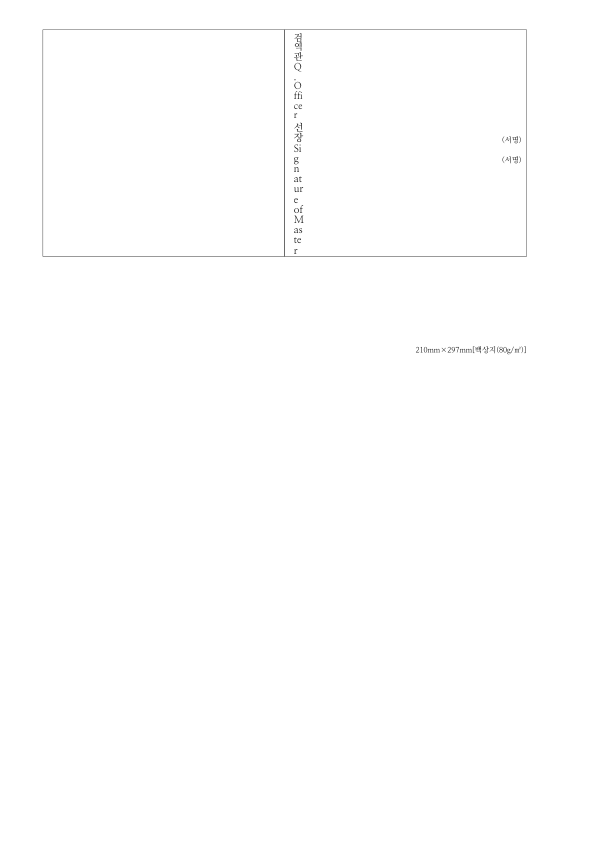 검
역
관
Q
.
O
ffi
ce
r
선
장
Si
g
n
at
ur
e
of
M
as
te
r
(서명)
(서명)
210mm×297mm[백상지(80g/㎡)]